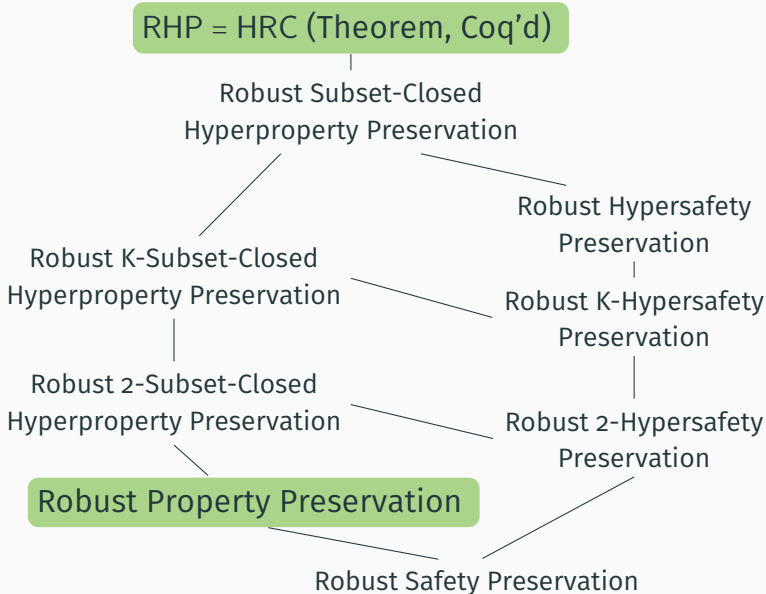 RHP = HRC (Theorem, Coq’d)
Robust Subset-Closed
Hyperproperty Preservation
Robust Hypersafety
Preservation
Robust K-Subset-Closed
Hyperproperty Preservation
Robust K-Hypersafety
Preservation
Robust 2-Subset-Closed
Hyperproperty Preservation
Robust 2-Hypersafety
Preservation
Robust Property Preservation
Robust Safety Preservation